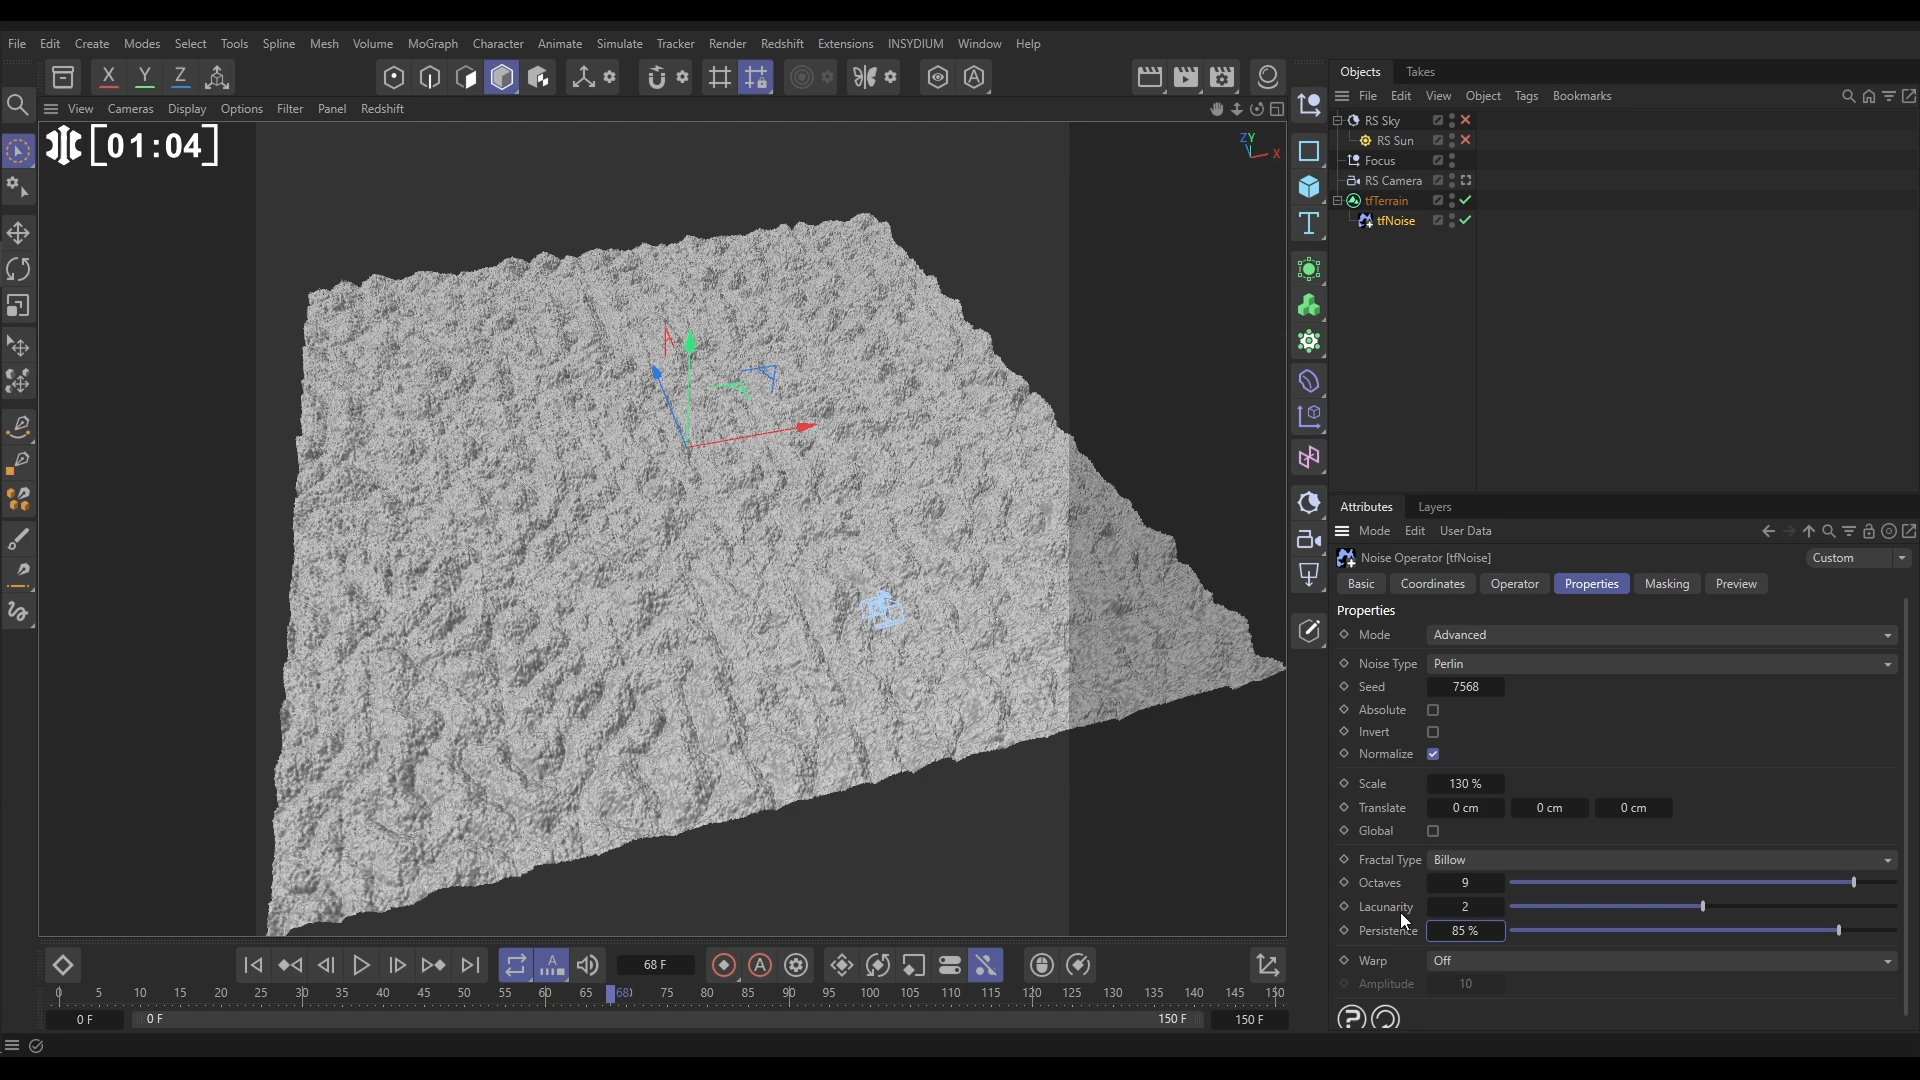 File Edit Create Modes Select Tools Spline Mesh Volume MoGraph Character Animate Simulate Tracker Render Redshift Extensions INSYDIUM Window Help
X Y Z
View Cameras Display Options Filter Panel Redshift
[01:04]
ZY
X
Objects Takes
File Edit View Object Tags Bookmarks
RS Sky
RS Sun
Focus
RS Camera
tfTerrain
tfNoise
Attributes Layers
Mode Edit User Data
Noise Operator [tfNoise] Custom
Basic Coordinates Operator Properties Masking Preview
Properties
Mode Advanced
Noise Type Perlin
Seed 7568
Absolute
Invert
Normalize
Scale 130 %
Translate 0 cm 0 cm 0 cm
Global
Fractal Type Billow
Octaves 9
Lacunarity 2
Persistence 85 %
Warp Off
Amplitude 10
68 F
0 5 10 15 20 25 30 35 40 45 50 55 60 65 68 75 80 85 90 95 100 105 110 115 120 125 130 135 140 145 150
0 F 0 F 150 F 150 F